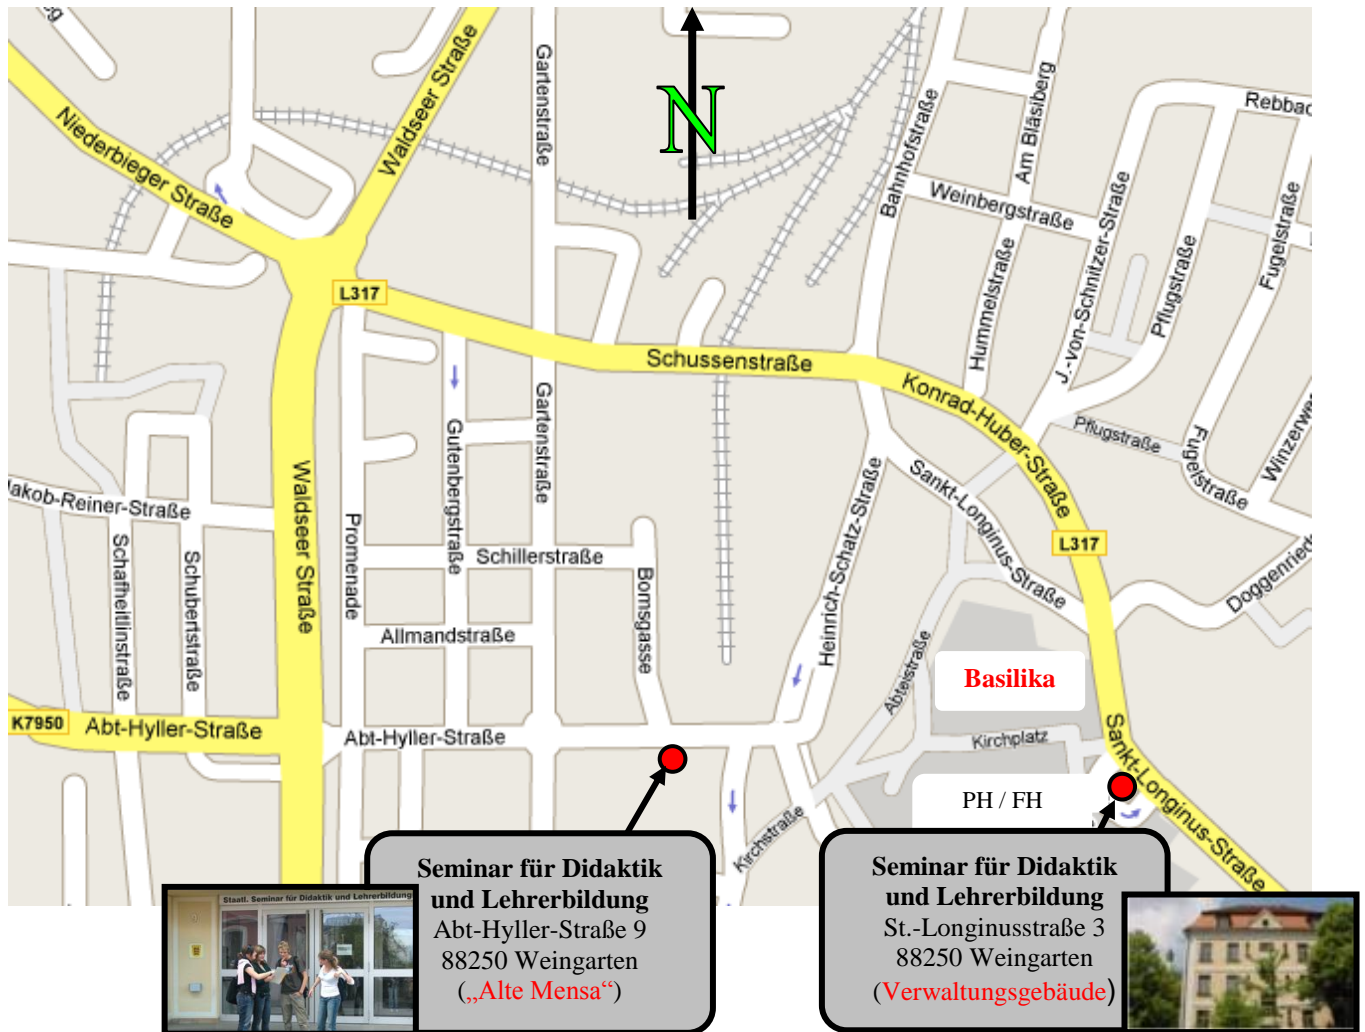 N
Niederbieger Straße
Waldseer Straße
Gartenstraße
Bahnhofstraße
Am Bläsiberg
Weinbergstraße
Hummelstraße
J.-von-Schnitzer-Straße
Pflugstraße
Fugelstraße
L317
Schussenstraße
Konrad-Huber-Straße
Gutenbergstraße
Gartenstraße
Pflugstraße
Fugelstraße
Jakob-Reiner-Straße
Waldseer Straße
Promenade
Schillerstraße
Bomsgasse
Heinrich-Schatz-Straße
Sankt-Longinus-Straße
L317
Schafheitlinstraße
Schubertstraße
Allmandstraße
Abteistraße
Basilika
K7950
Abt-Hyller-Straße
Abt-Hyller-Straße
Kirchplatz
Sankt-Longinus-Straße
PH / FH
Kirchstraße
Seminar für Didaktik
und Lehrerbildung
Abt-Hyller-Straße 9
88250 Weingarten
(„Alte Mensa“)
Staatl. Seminar für Didaktik und Lehrerbildung
Seminar für Didaktik
und Lehrerbildung
St.-Longinusstraße 3
88250 Weingarten
(Verwaltungsgebäude)